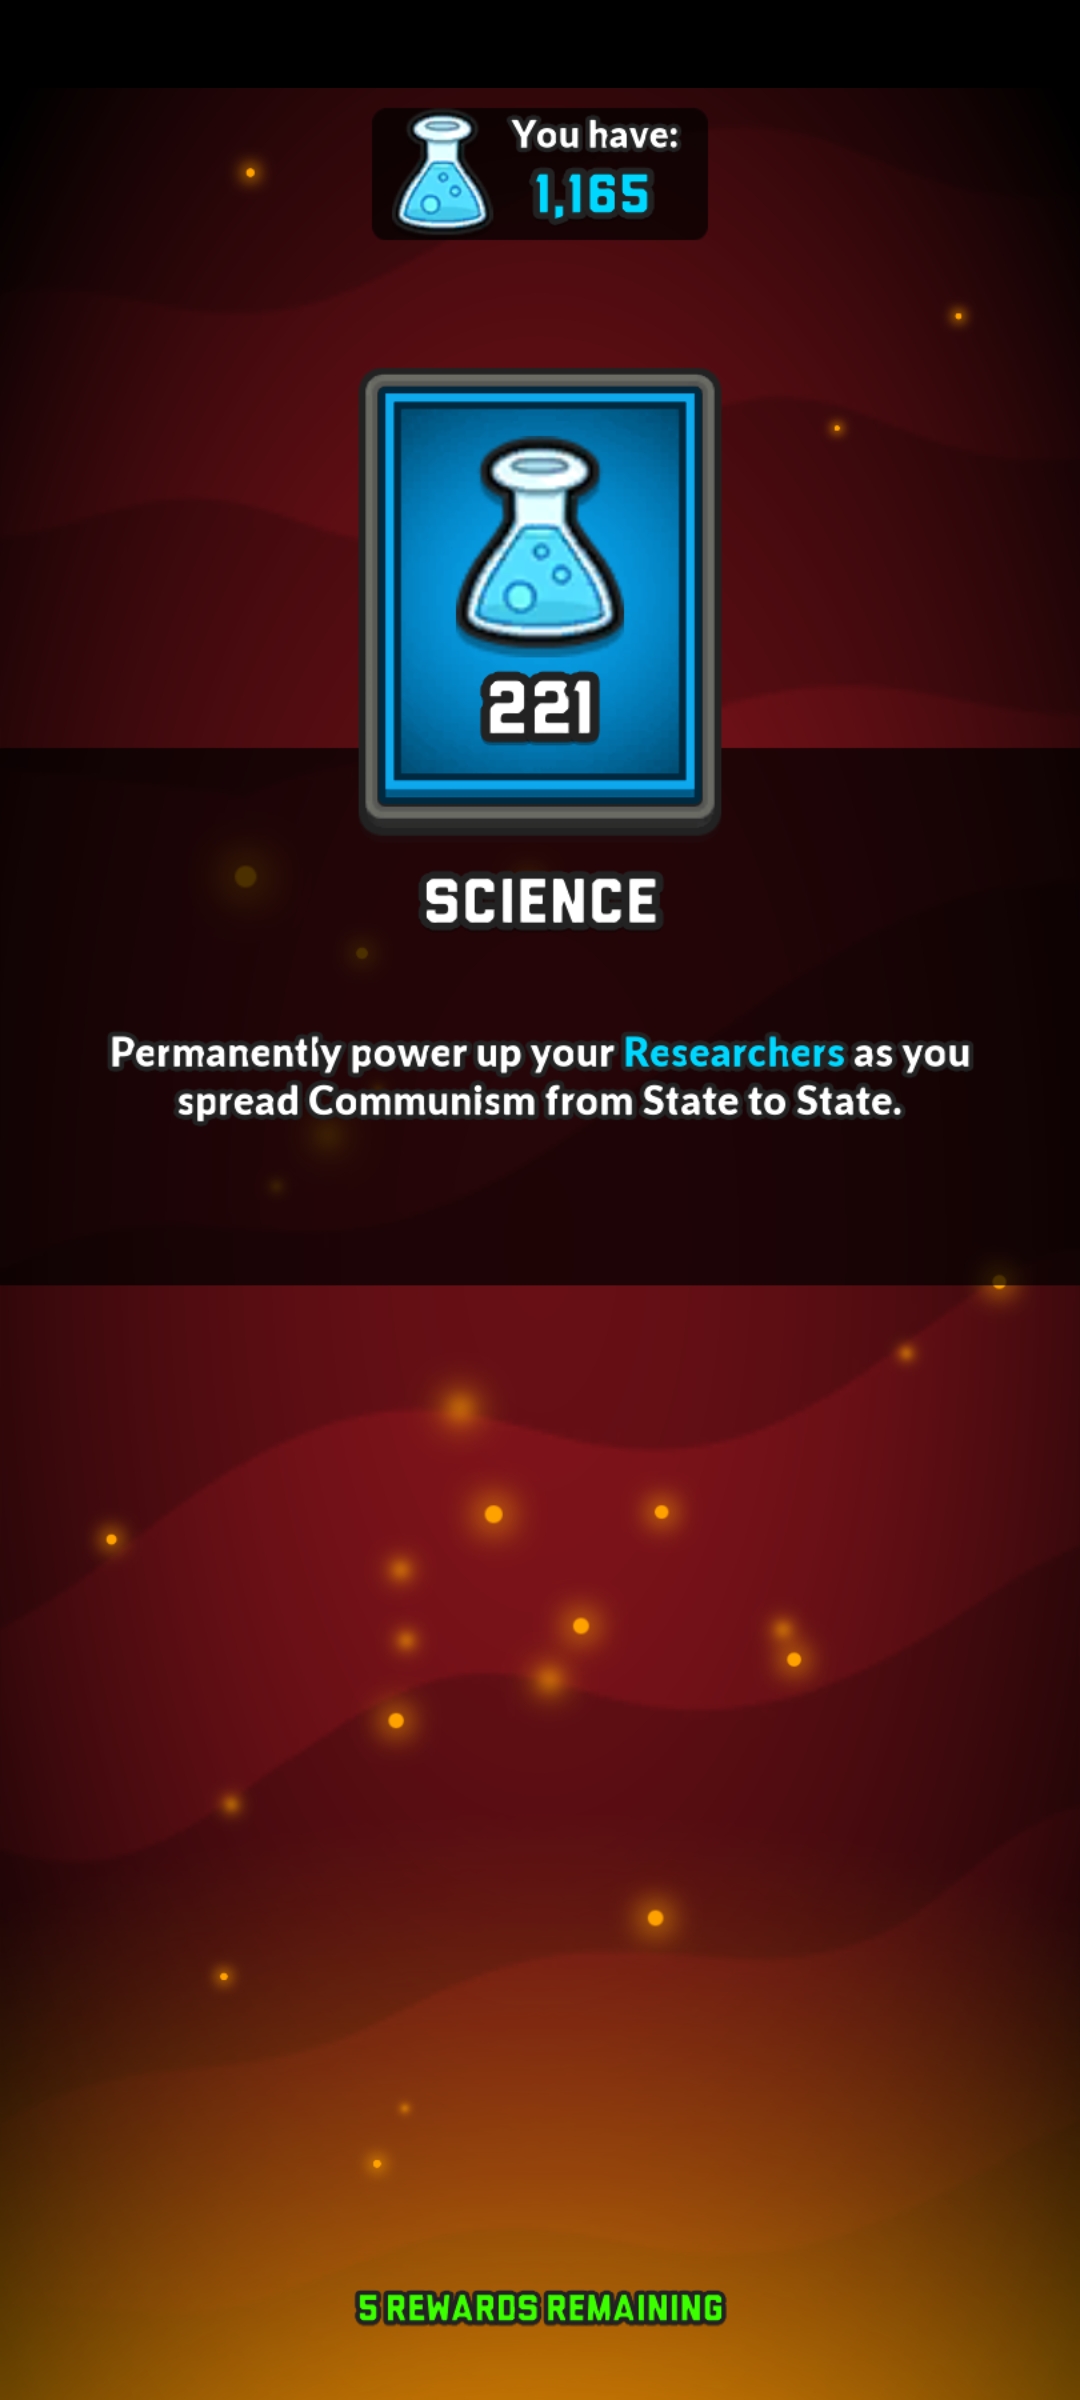 You have:
1,165
221
SCIENCE
Permanently power up your Researchers as you
spread Communism from State to State.
5 REWARDS REMAINING